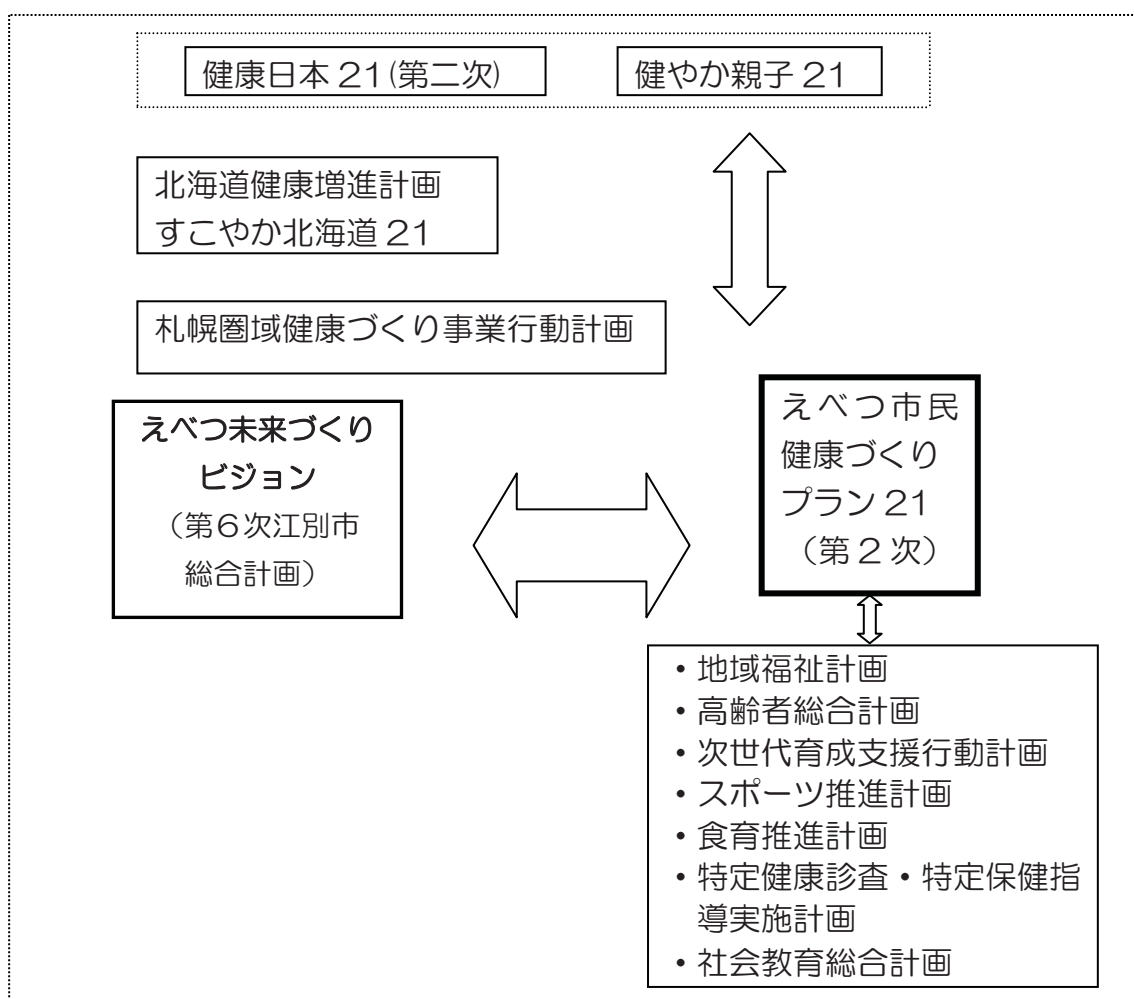 健康日本21(第二次)
健やか親子21
北海道健康増進計画
すこやか北海道21
札幌圏域健康づくり事業行動計画
えべつ未来づくり
ビジョン
（第６次江別市
総合計画）
えべつ市民
健康づくり
プラン21
（第２次）
・地域福祉計画
・高齢者総合計画
・次世代育成支援行動計画
・スポーツ推進計画
・食育推進計画
・特定健康診査・特定保健指
導実施計画
・社会教育総合計画